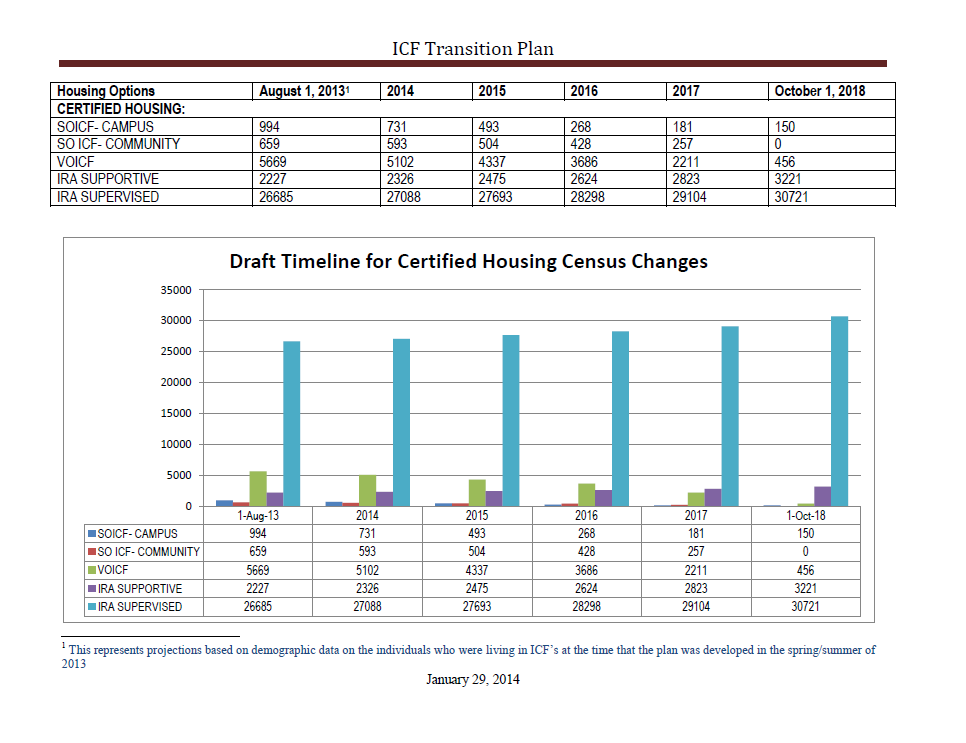 ICF Transition Plan
Housing Options August 1, 2013¹ 2014 2015 2016 2017 October 1, 2018
CERTIFIED HOUSING:
SOICF- CAMPUS 994 731 493 268 181 150
SO ICF- COMMUNITY 659 593 504 428 257 0
VOICF 5669 5102 4337 3686 2211 456
IRA SUPPORTIVE 2227 2326 2475 2624 2823 3221
IRA SUPERVISED 26685 27088 27693 28298 29104 30721
Draft Timeline for Certified Housing Census Changes
35000
30000
25000
20000
15000
10000
5000
0
1-Aug-13 2014 2015 2016 2017 1-Oct-18
SOICF- CAMPUS 994 731 493 268 181 150
SO ICF- COMMUNITY 659 593 504 428 257 0
VOICF 5669 5102 4337 3686 2211 456
IRA SUPPORTIVE 2227 2326 2475 2624 2823 3221
IRA SUPERVISED 26685 27088 27693 28298 29104 30721
¹ This represents projections based on demographic data on the individuals who were living in ICF’s at the time that the plan was developed in the spring/summer of
2013
January 29, 2014